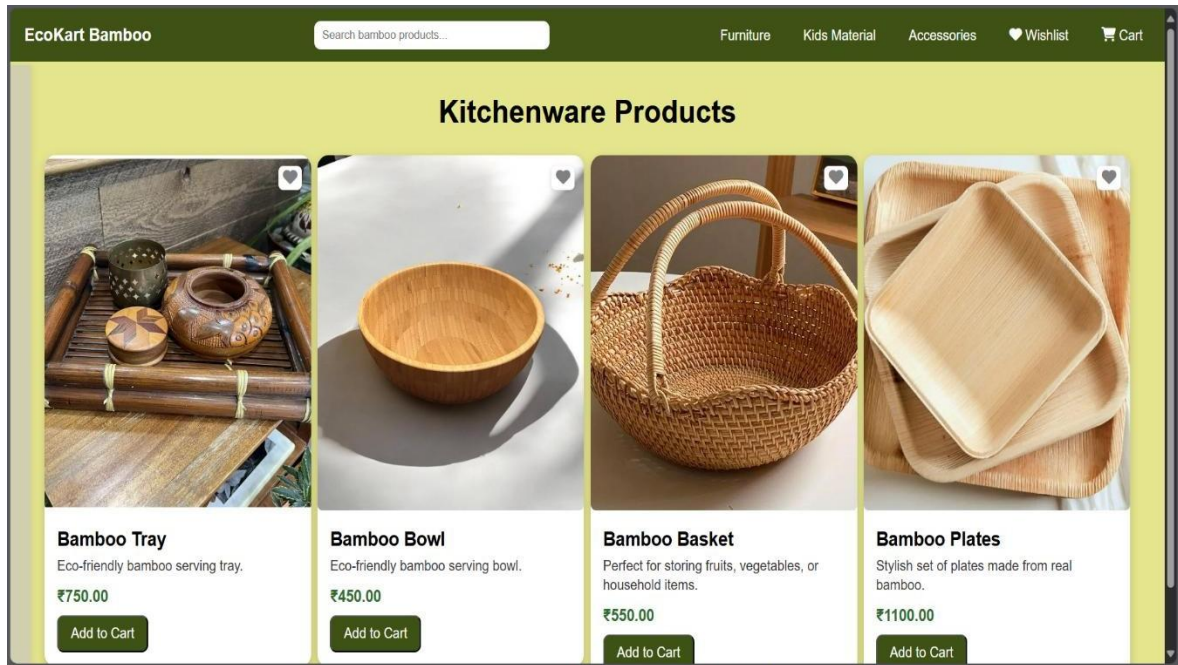 EcoKart Bamboo
Search bamboo products...
Furniture
Kids Material
Accessories
Wishlist
Cart
Kitchenware Products
Bamboo Tray
Eco-friendly bamboo serving tray.
₹750.00
Add to Cart
Bamboo Bowl
Eco-friendly bamboo serving bowl.
₹450.00
Add to Cart
Bamboo Basket
Perfect for storing fruits, vegetables, or
household items.
₹550.00
Add to Cart
Bamboo Plates
Stylish set of plates made from real
bamboo.
₹1100.00
Add to Cart